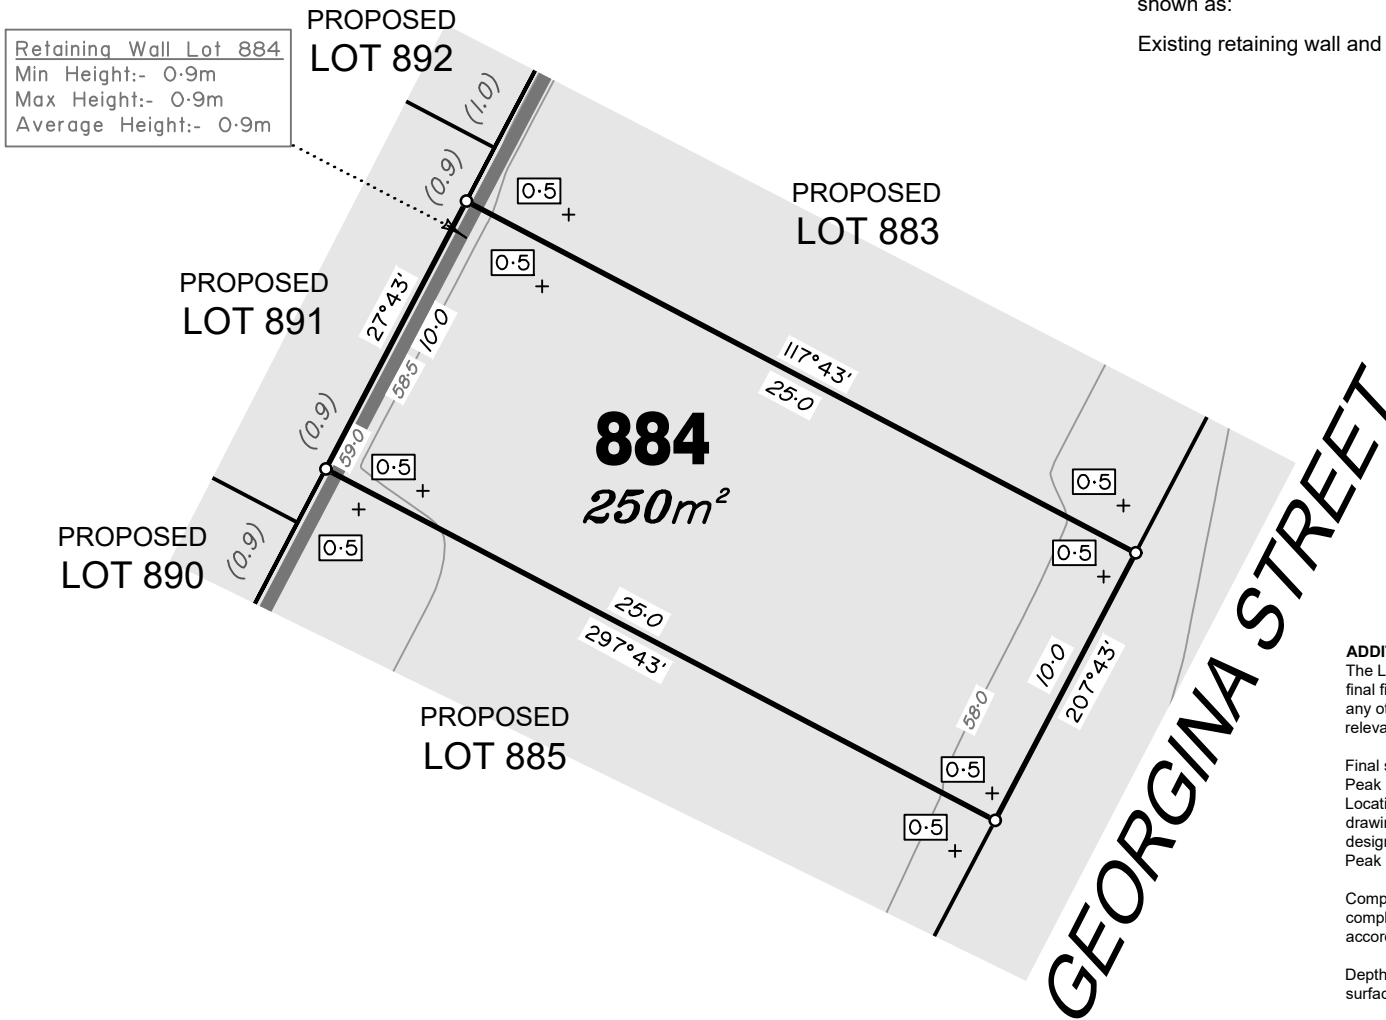 shown as:
Existing retaining wall and
PROPOSED
LOT 892
Retaining Wall Lot 884
Min Height:- 0·9m
Max Height:- 0·9m
Average Height:- 0·9m
(1.0)
(0.9)
0·5
PROPOSED
LOT 883
0·5
PROPOSED
LOT 891
27°43'
10·0
58·5
117°43'
25·0
(0.9)
59·0
0·5
884
250m²
0·5
PROPOSED
LOT 890
(0.9)
0·5
0·5
25·0
297°43'
10·0
207°43'
58·0
PROPOSED
LOT 885
0·5
0·5
GEORGINA STREET
ADDI
The L
final fi
any of
releva
Final s
Peak
Locati
drawin
design
Peak
Comp
compl
accor
Depth
surfac